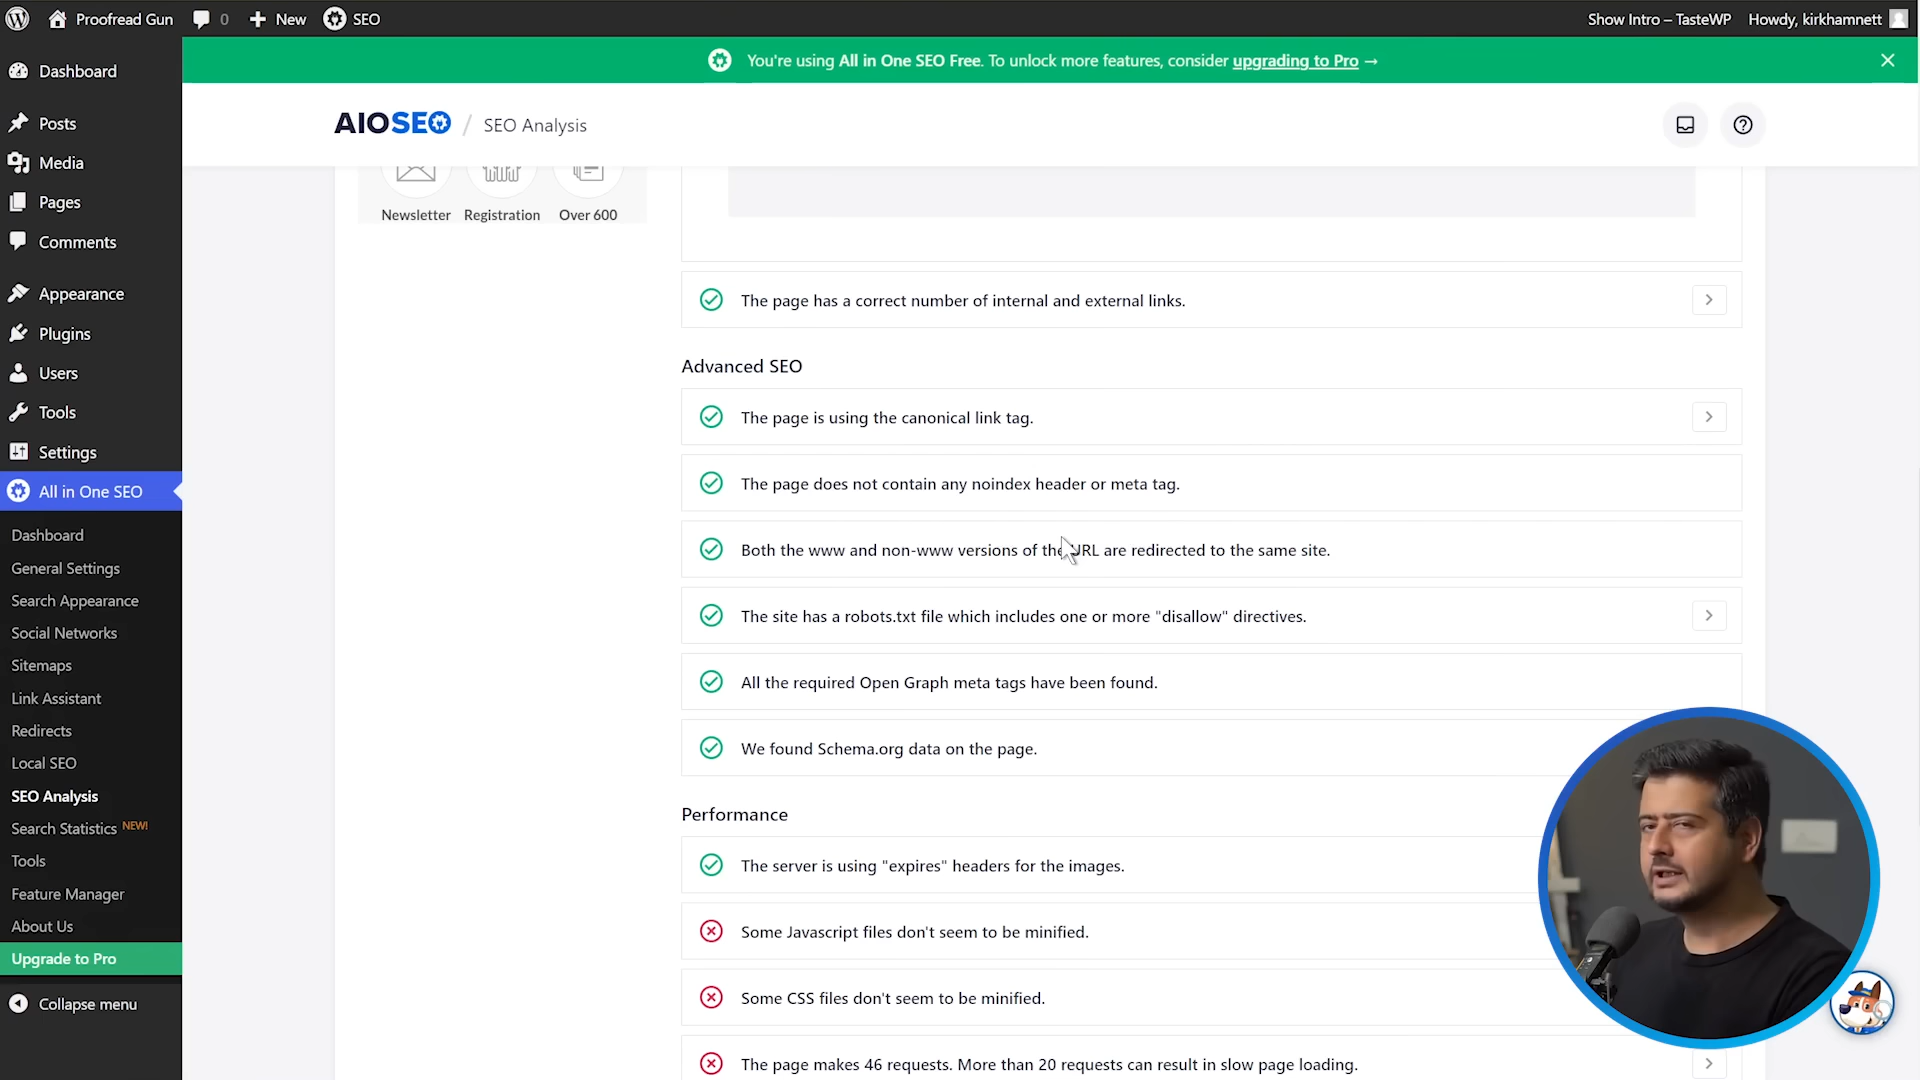 Proofread Gun
0
New
SEO
Show Intro – TasteWP
Howdy, kirkhamnett
You're using All in One SEO Free. To unlock more features, consider upgrading to Pro →
AIOSEO / SEO Analysis
Dashboard
Posts
Media
Pages
Comments
Appearance
Plugins
Users
Tools
Settings
All in One SEO
Dashboard
General Settings
Search Appearance
Social Networks
Sitemaps
Link Assistant
Redirects
Local SEO
SEO Analysis
Search Statistics NEW!
Tools
Feature Manager
About Us
Upgrade to Pro
Collapse menu
Newsletter
Registration
Over 600
The page has a correct number of internal and external links.
Advanced SEO
The page is using the canonical link tag.
The page does not contain any noindex header or meta tag.
Both the www and non-www versions of the URL are redirected to the same site.
The site has a robots.txt file which includes one or more "disallow" directives.
All the required Open Graph meta tags have been found.
We found Schema.org data on the page.
Performance
The server is using "expires" headers for the images.
Some Javascript files don't seem to be minified.
Some CSS files don't seem to be minified.
The page makes 46 requests. More than 20 requests can result in slow page loading.